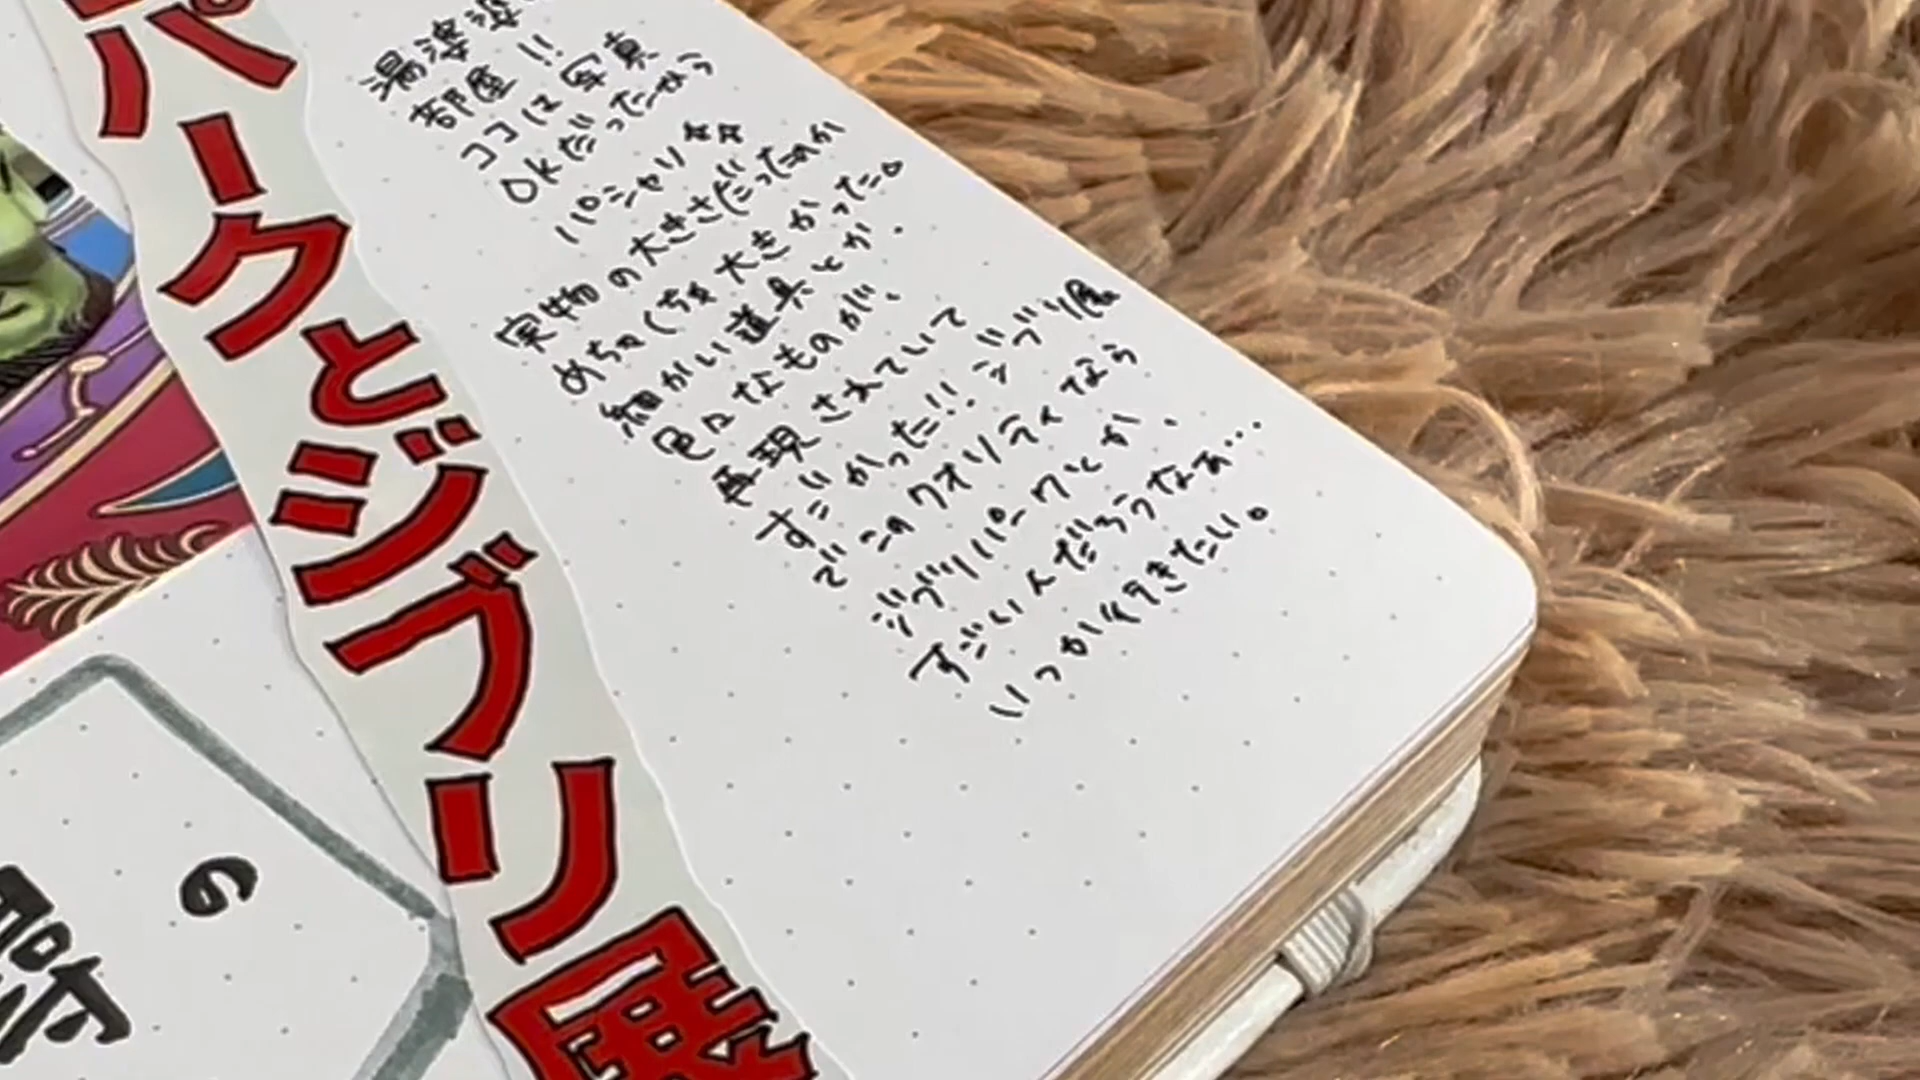 パークとジブリ展
湯婆婆
部屋!!
ココは写真
OKだったから
パシャリ☆☆
実物の大きさだったのか
めちゃくちゃ大きかった。
細かい道具とか、
色々なものが、
再現されていて
すごかった!!ジブリ展
でこのクオリティなら
ジブリパークとか、
すごいんだろうなぁ…
いつか行きたい。
の